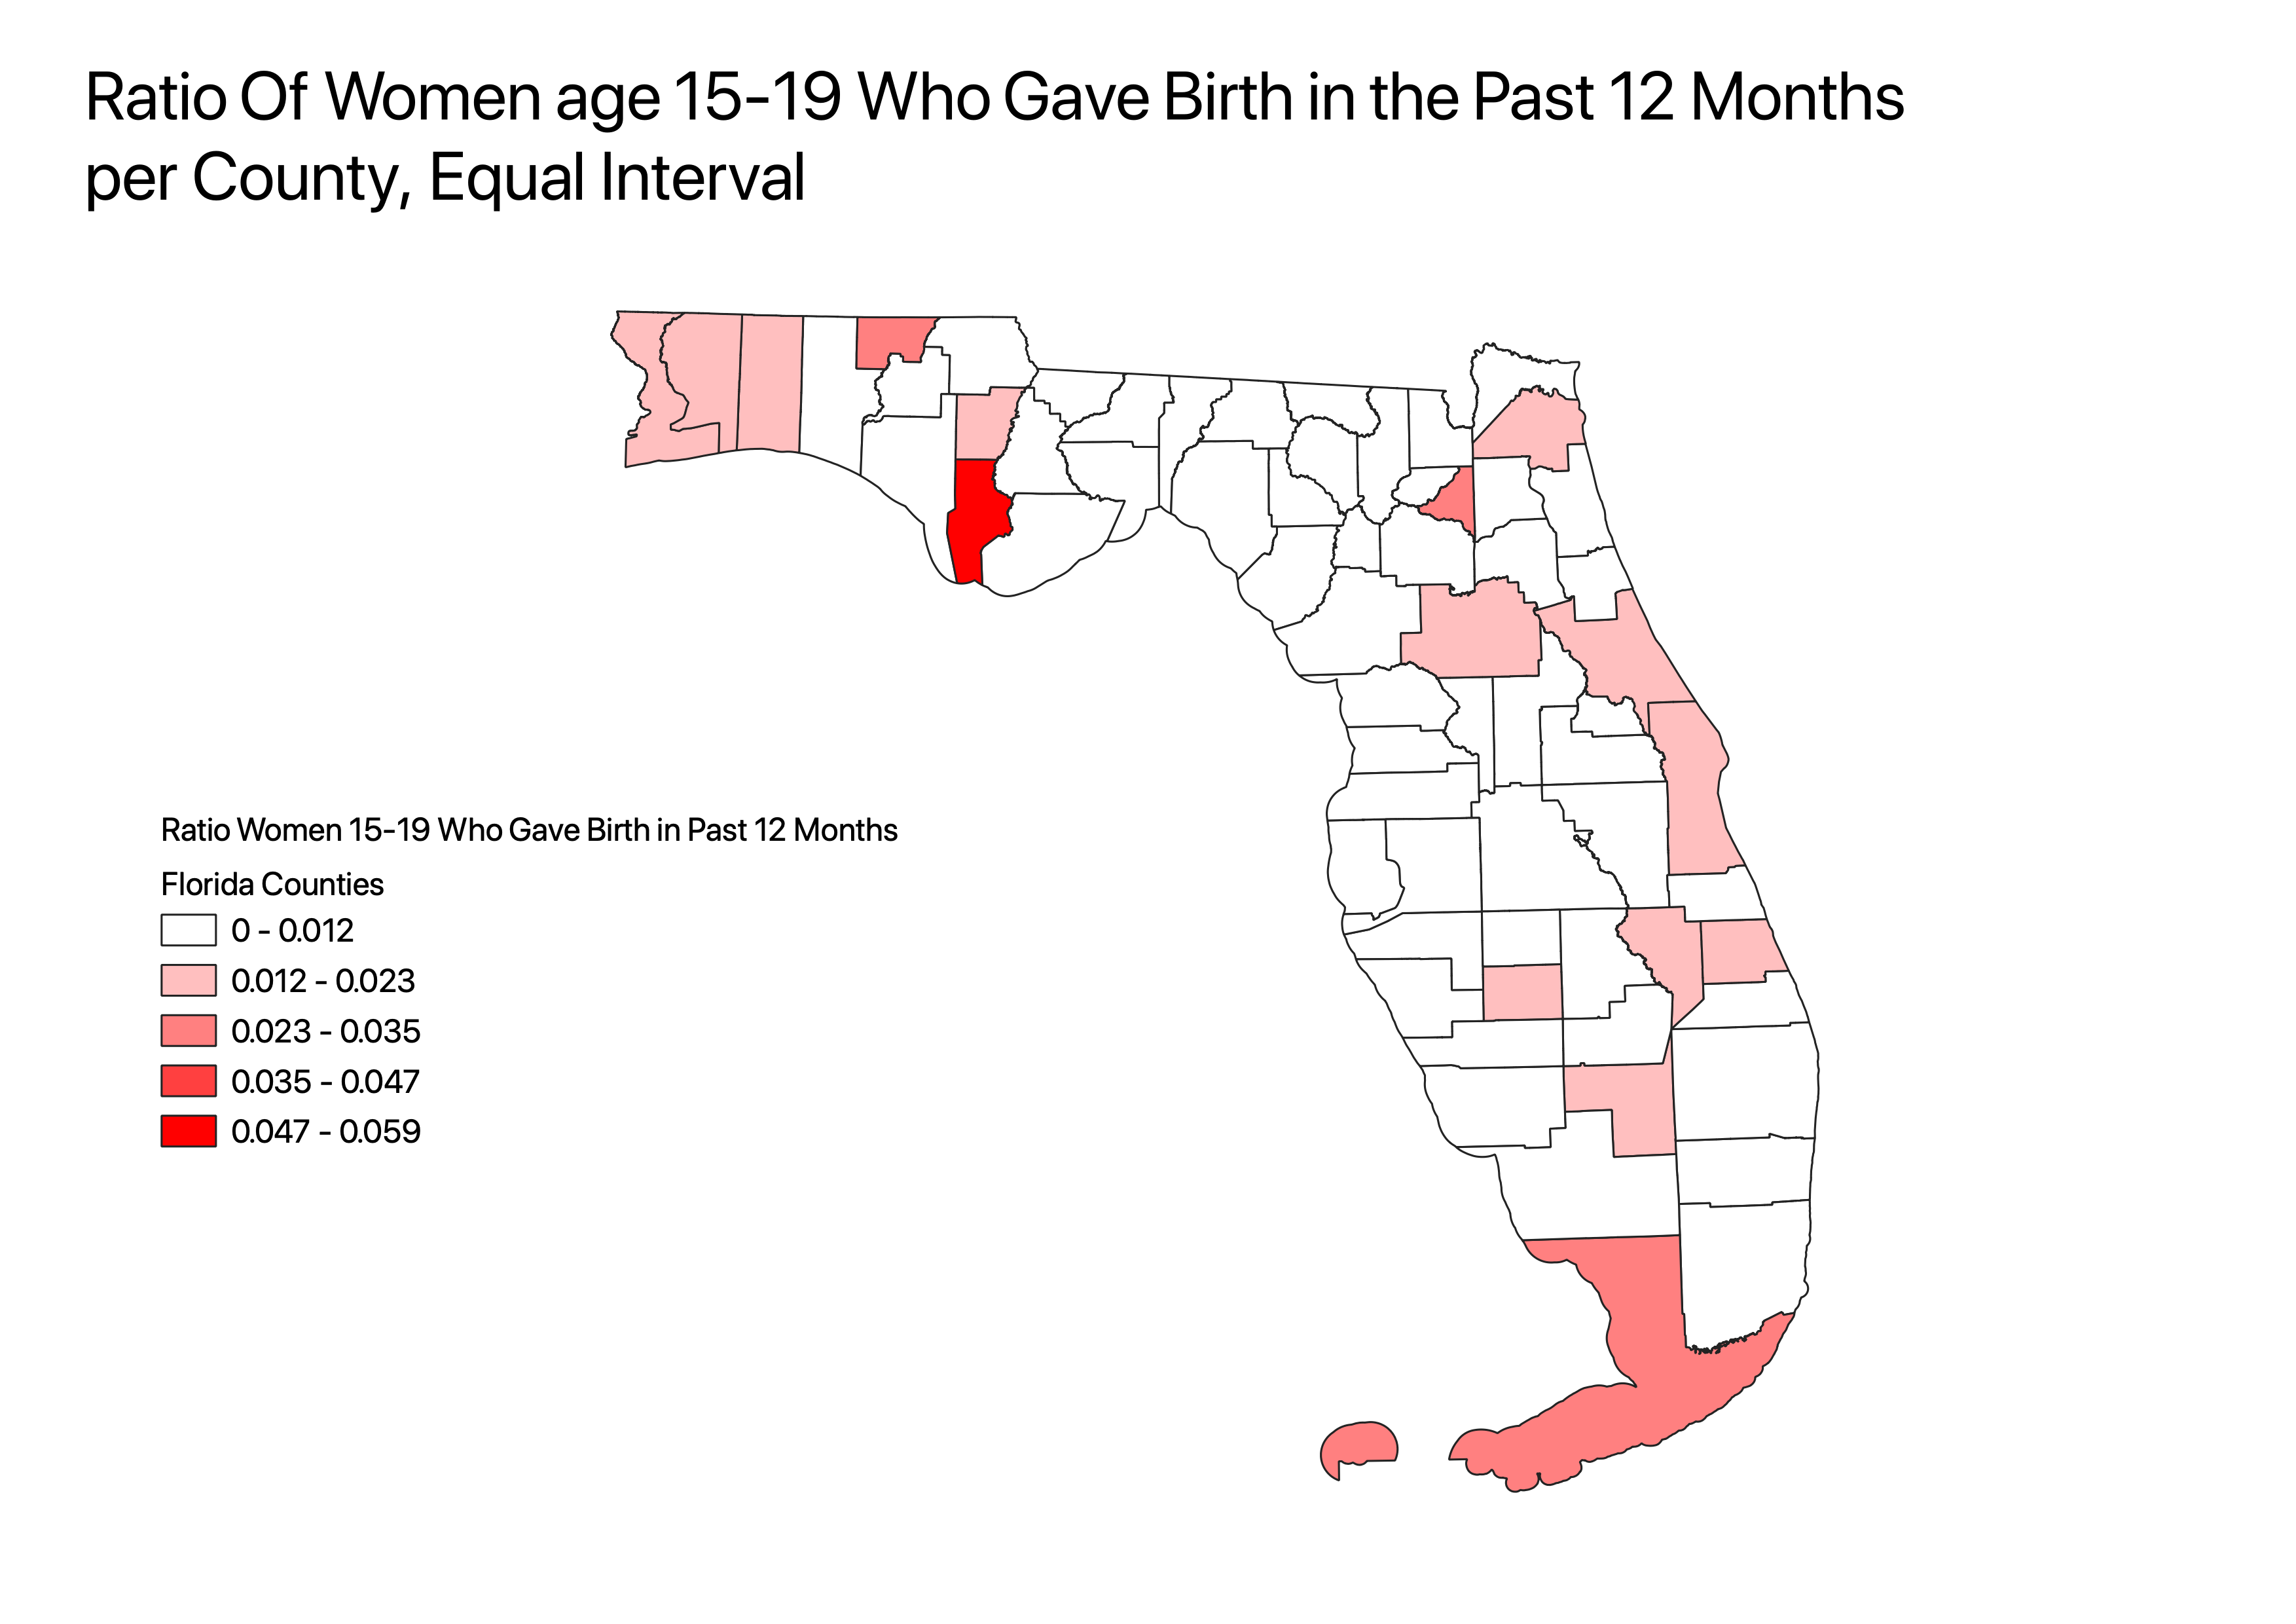 Ratio Of Women age 15-19 Who Gave Birth in the Past 12 Months
per County, Equal Interval
Ratio Women 15-19 Who Gave Birth in Past 12 Months
Florida Counties
0 - 0.012
0.012 - 0.023
0.023 - 0.035
0.035 - 0.047
0.047 - 0.059